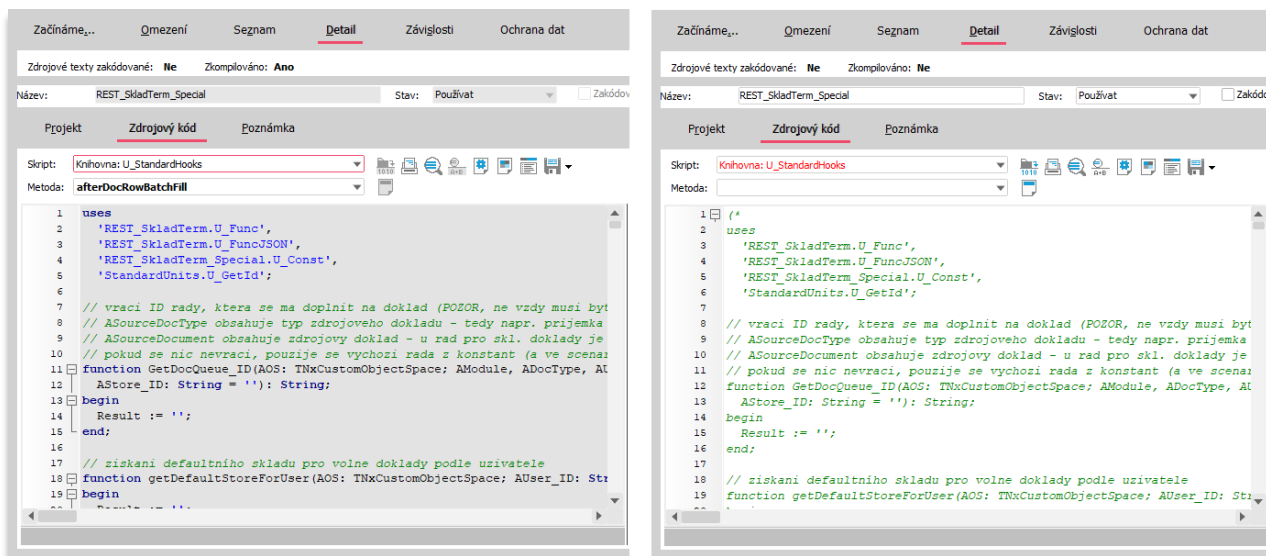 Začínáme... Omezení Seznam Detail Závislosti Ochrana dat
Zdrojové texty zakódované: Ne Zkompilováno: Ano
Název: REST_SkladTerm_Special Stav: Používat
Projekt Zdrojový kód Poznámka
Skript: Knihovna: U_StandardHooks
Metoda: afterDocRowBatchFill
1 uses
2 'REST_SkladTerm.U_Func',
3 'REST_SkladTerm.U_FuncJSON',
4 'REST_SkladTerm_Special.U_Const',
5 'StandardUnits.U_GetId';
6
7 // vraci ID rady, ktera se ma doplnit na doklad (POZOR, ne vzdy musi byt
8 // ASourceDocType obsahuje typ zdrojoveho dokladu - tedy napr. prijemka
9 // ASourceDocument obsahuje zdrojovy doklad - u rad pro skl. doklady je
10 // pokud se nic nevraci, pouzije se vychozi rada z konstant (a ve scenar
11 function GetDocQueue_ID(AOS: TNxCustomObjectSpace; AModule, ADocType, AU
12 AStore_ID: String = ''): String;
13 begin
14 Result := '';
15 end;
16
17 // ziskani defaultniho skladu pro volne doklady podle uzivatele
18 function getDefaultStoreForUser(AOS: TNxCustomObjectSpace; AUser_ID: Str
19 begin
Začínáme... Omezení Seznam Detail Závislosti Ochrana dat
Zdrojové texty zakódované: Ne Zkompilováno: Ne
Název: REST_SkladTerm_Special Stav: Používat
Projekt Zdrojový kód Poznámka
Skript: Knihovna: U_StandardHooks
Metoda:
1 (*
2 uses
3 'REST_SkladTerm.U_Func',
4 'REST_SkladTerm.U_FuncJSON',
5 'REST_SkladTerm_Special.U_Const',
6 'StandardUnits.U_GetId';
7
8 // vraci ID rady, ktera se ma doplnit na doklad (POZOR, ne vzdy musi byt
9 // ASourceDocType obsahuje typ zdrojoveho dokladu - tedy napr. prijemka
10 // ASourceDocument obsahuje zdrojovy doklad - u rad pro skl. doklady je
11 // pokud se nic nevraci, pouzije se vychozi rada z konstant (a ve scenar
12 function GetDocQueue_ID(AOS: TNxCustomObjectSpace; AModule, ADocType, AU
13 AStore_ID: String = ''): String;
14 begin
15 Result := '';
16 end;
17
18 // ziskani defaultniho skladu pro volne doklady podle uzivatele
19 function getDefaultStoreForUser(AOS: TNxCustomObjectSpace; AUser_ID: Str